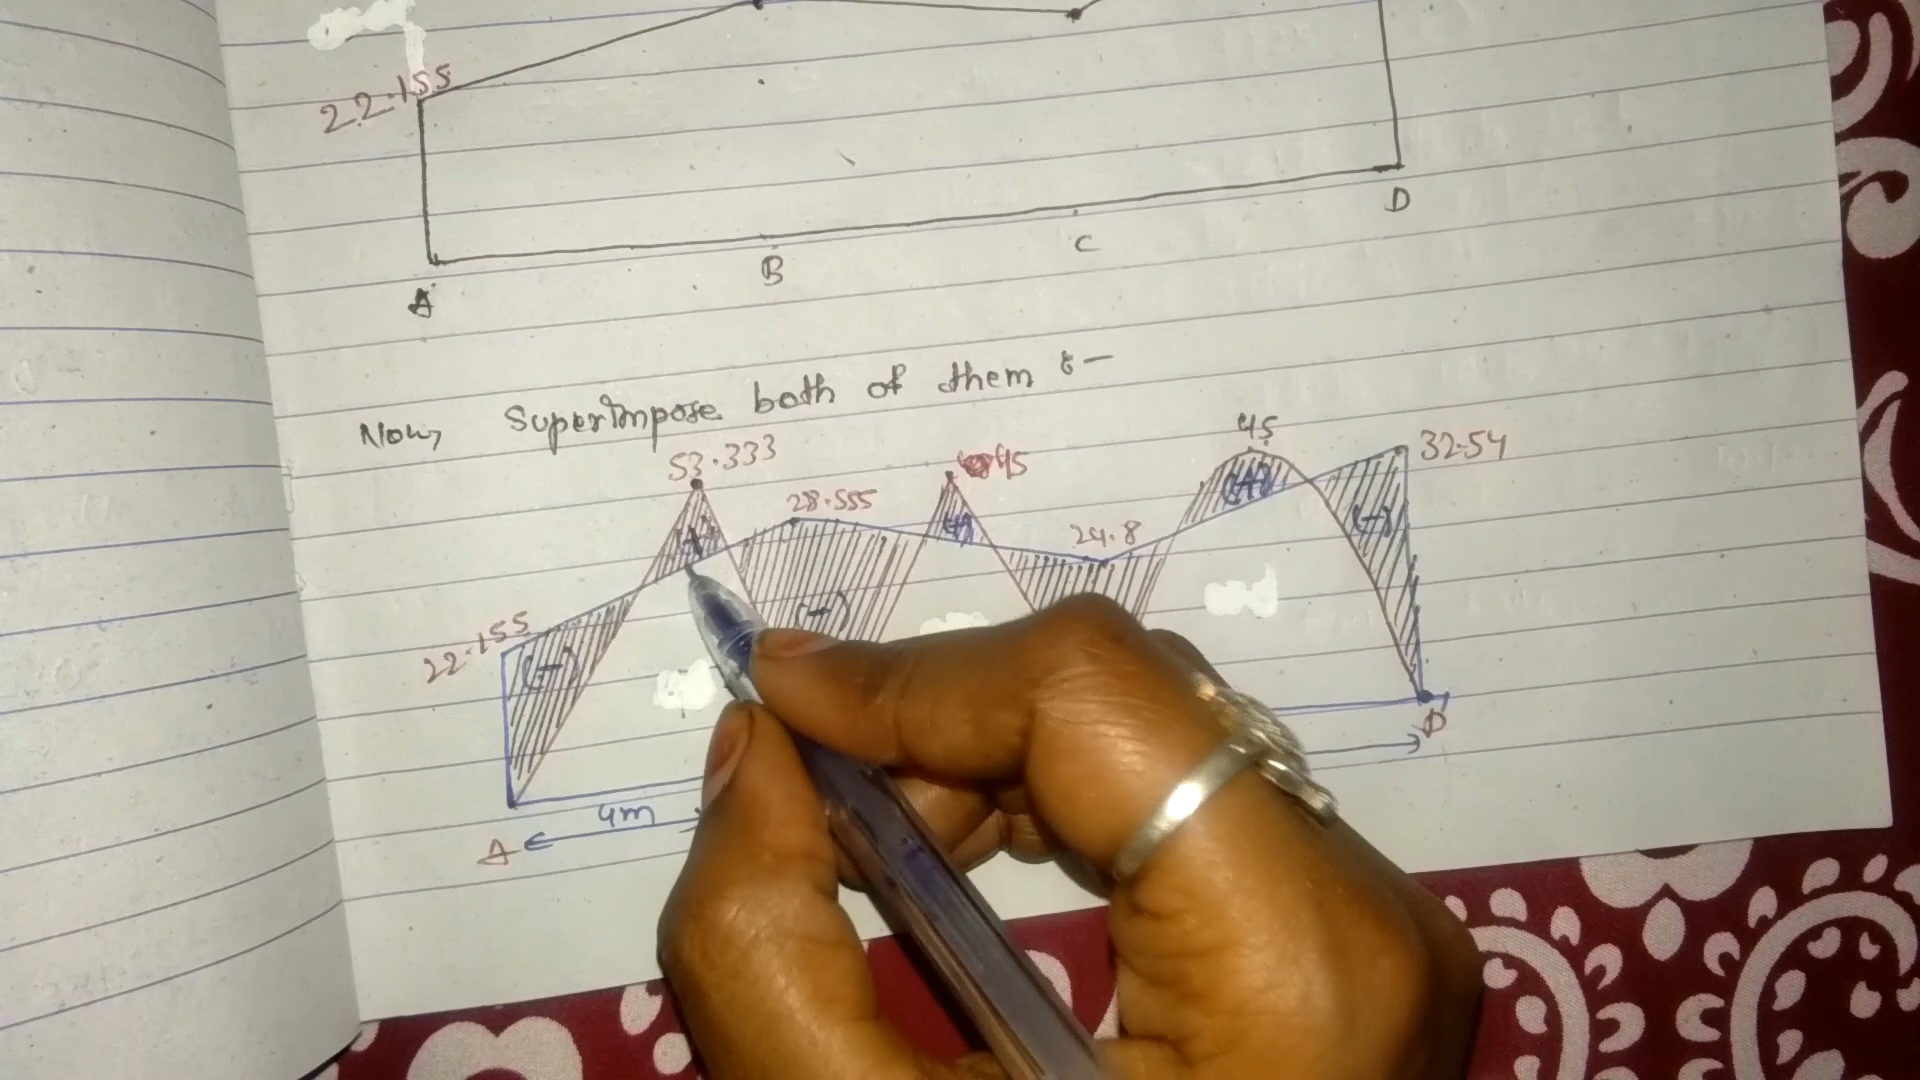 22.155
A
B
C
D
Now, Superimpose both of them :-
53.333
28.555
45
24.8
45
32.54
22.155
(-)
(+)
(-)
(+)
(+)
(-)
A
4m
D